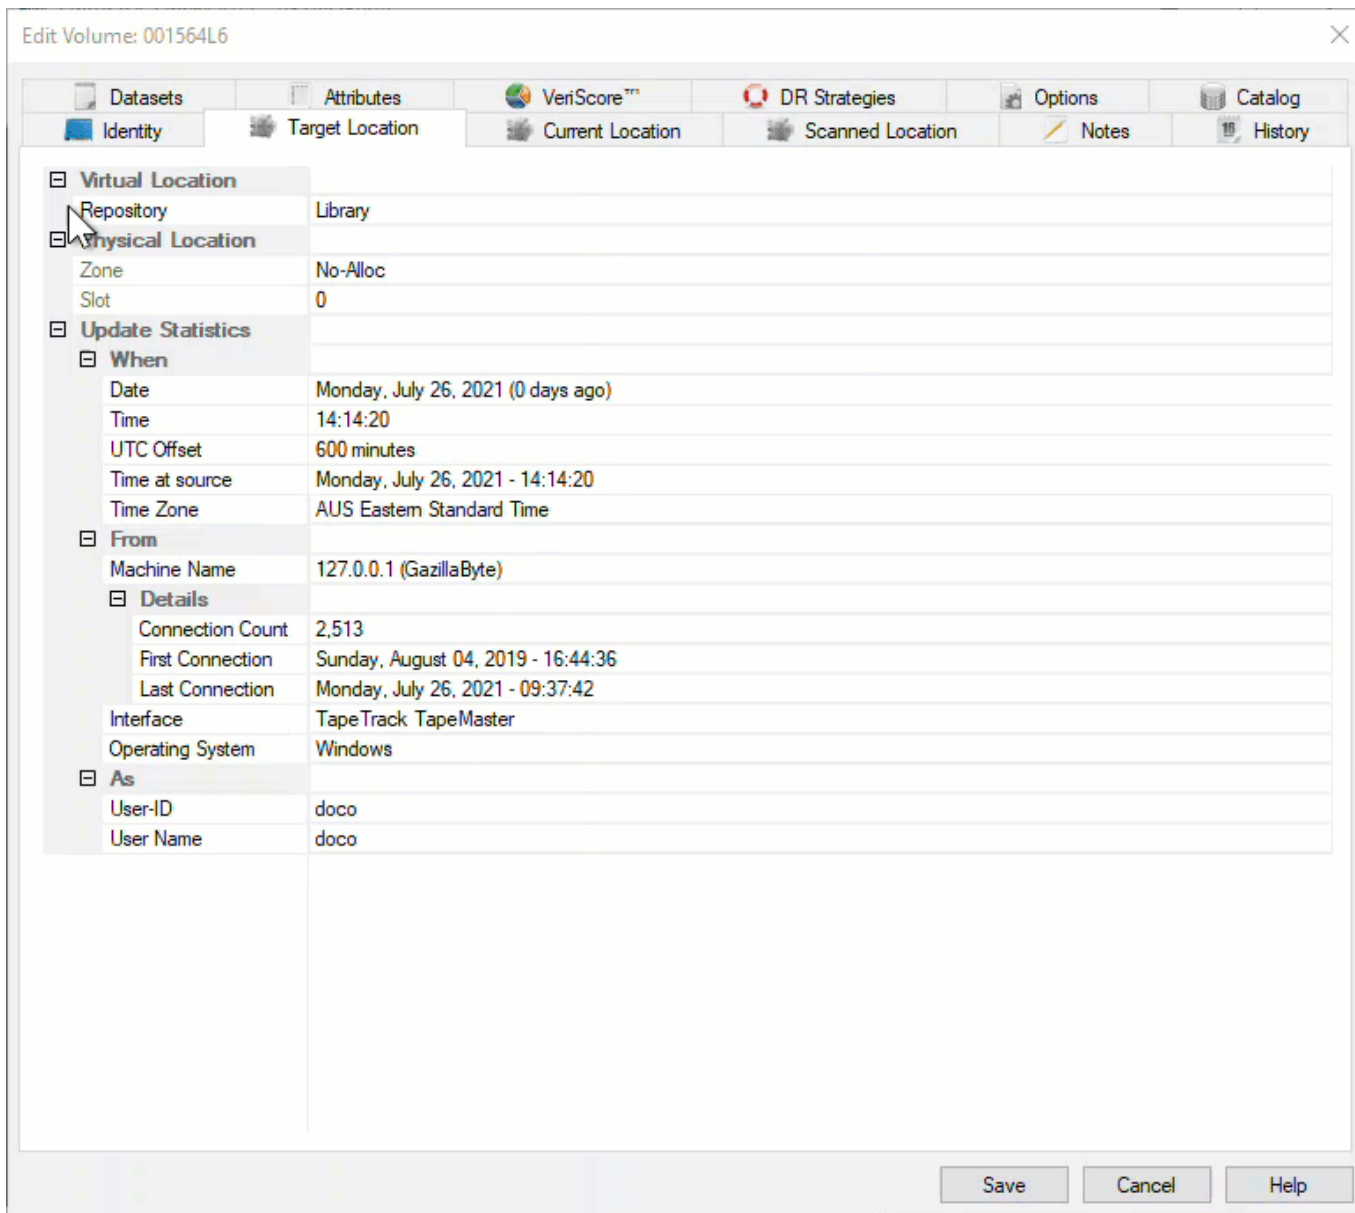 Edit Volume: 001564L6
Datasets Attributes VeriScore™ DR Strategies Options Catalog
Identity Target Location Current Location Scanned Location Notes History
Virtual Location
Repository Library
Physical Location
Zone No-Alloc
Slot 0
Update Statistics
When
Date Monday, July 26, 2021 (0 days ago)
Time 14:14:20
UTC Offset 600 minutes
Time at source Monday, July 26, 2021 - 14:14:20
Time Zone AUS Eastern Standard Time
From
Machine Name 127.0.0.1 (GazillaByte)
Details
Connection Count 2,513
First Connection Sunday, August 04, 2019 - 16:44:36
Last Connection Monday, July 26, 2021 - 09:37:42
Interface TapeTrack TapeMaster
Operating System Windows
As
User-ID doco
User Name doco
Save Cancel Help